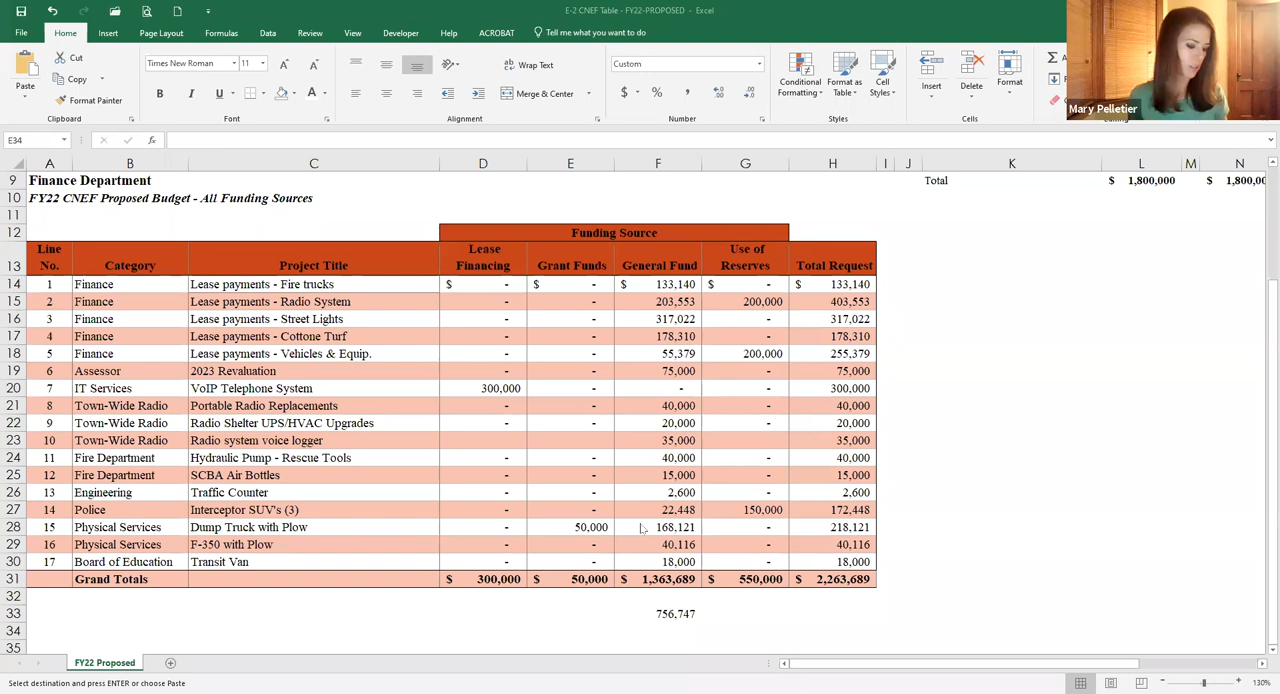 E-2 CNEF Table - FY22-PROPOSED - Excel
File Home Insert Page Layout Formulas Data Review View Developer Help ACROBAT Tell me what you want to do
Paste Cut Copy Format Painter
Times New Roman 11 A A
B I U A
Wrap Text
Merge & Center
Custom
$ % ,
Conditional Formatting Format as Table Cell Styles
Insert Delete Format
Mary Pelletier
Clipboard Font Alignment Number Styles Cells
E34 fx
A B C D E F G H I J K L M N
9 Finance Department Total $ 1,800,000 $ 1,800,00
10 FY22 CNEF Proposed Budget - All Funding Sources
11
12 Funding Source
13 Line No. Category Project Title Lease Financing Grant Funds General Fund Use of Reserves Total Request
14 1 Finance Lease payments - Fire trucks $ - $ - $ 133,140 $ - $ 133,140
15 2 Finance Lease payments - Radio System - - 203,553 200,000 403,553
16 3 Finance Lease payments - Street Lights - - 317,022 - 317,022
17 4 Finance Lease payments - Cottone Turf - - 178,310 - 178,310
18 5 Finance Lease payments - Vehicles & Equip. - - 55,379 200,000 255,379
19 6 Assessor 2023 Revaluation - - 75,000 - 75,000
20 7 IT Services VoIP Telephone System 300,000 - - - 300,000
21 8 Town-Wide Radio Portable Radio Replacements - - 40,000 - 40,000
22 9 Town-Wide Radio Radio Shelter UPS/HVAC Upgrades - - 20,000 - 20,000
23 10 Town-Wide Radio Radio system voice logger - - 35,000 - 35,000
24 11 Fire Department Hydraulic Pump - Rescue Tools - - 40,000 - 40,000
25 12 Fire Department SCBA Air Bottles - - 15,000 - 15,000
26 13 Engineering Traffic Counter - - 2,600 - 2,600
27 14 Police Interceptor SUV's (3) - - 22,448 150,000 172,448
28 15 Physical Services Dump Truck with Plow - 50,000 168,121 - 218,121
29 16 Physical Services F-350 with Plow - - 40,116 - 40,116
30 17 Board of Education Transit Van - - 18,000 - 18,000
31 Grand Totals $ 300,000 $ 50,000 $ 1,363,689 $ 550,000 $ 2,263,689
32
33 756,747
34
35
FY22 Proposed
Select destination and press ENTER or choose Paste 130%